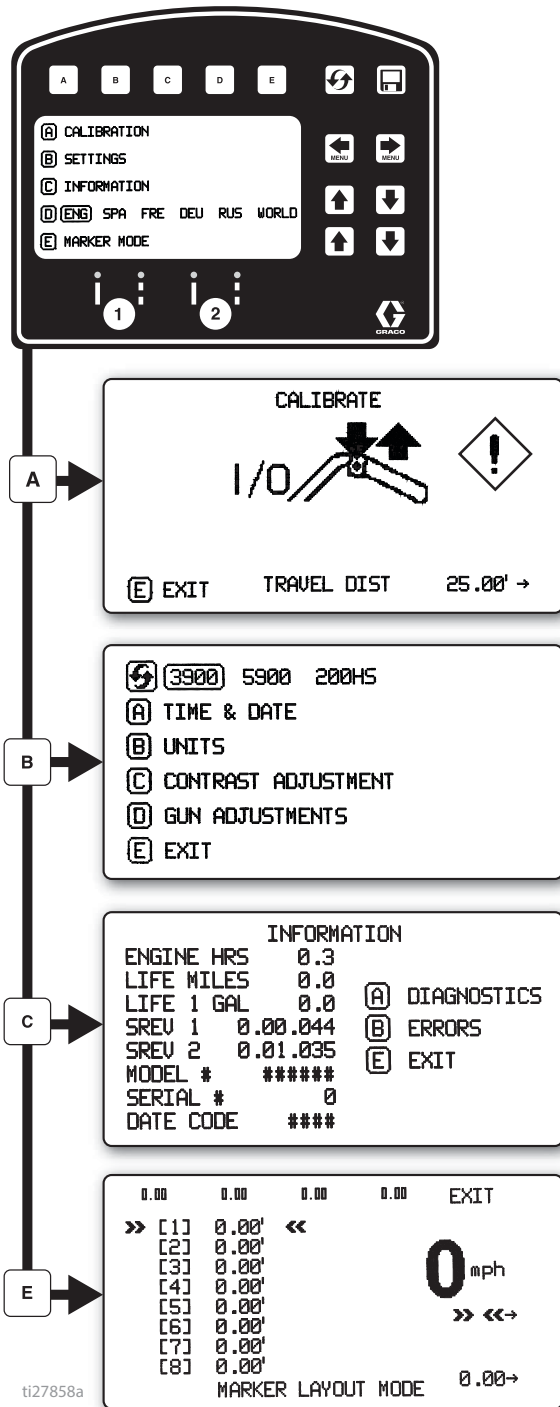 A B C D E
A CALIBRATION
B SETTINGS
C INFORMATION
D ENG SPA FRE DEU RUS WORLD
E MARKER MODE
MENU MENU
1 2
GRACO
A
CALIBRATE
I/O
!
E EXIT TRAVEL DIST 25.00' →
B
3900 5900 200HS
A TIME & DATE
B UNITS
C CONTRAST ADJUSTMENT
D GUN ADJUSTMENTS
E EXIT
C
INFORMATION
ENGINE HRS 0.3
LIFE MILES 0.0
LIFE 1 GAL 0.0
SREV 1 0.00.044
SREV 2 0.01.035
MODEL # ######
SERIAL # 0
DATE CODE ####
A DIAGNOSTICS
B ERRORS
E EXIT
E
0.00 0.00 0.00 0.00 EXIT
>> [1] 0.00' <<
[2] 0.00'
[3] 0.00'
[4] 0.00'
[5] 0.00'
[6] 0.00'
[7] 0.00'
[8] 0.00'
0 mph
>> <<→
MARKER LAYOUT MODE 0.00→
ti27858a